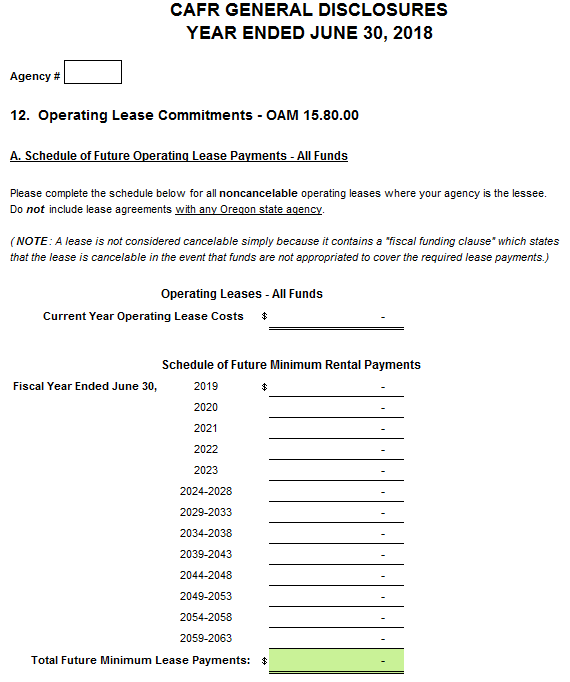 CAFR GENERAL DISCLOSURES
YEAR ENDED JUNE 30, 2018
Agency #
12. Operating Lease Commitments - OAM 15.80.00
A. Schedule of Future Operating Lease Payments - All Funds
Please complete the schedule below for all noncancelable operating leases where your agency is the lessee.
Do not include lease agreements with any Oregon state agency.
( NOTE : A lease is not considered cancelable simply because it contains a "fiscal funding clause" which states
that the lease is cancelable in the event that funds are not appropriated to cover the required lease payments.)
Operating Leases - All Funds
Current Year Operating Lease Costs $ -
Schedule of Future Minimum Rental Payments
Fiscal Year Ended June 30, 2019 $ -
2020 -
2021 -
2022 -
2023 -
2024-2028 -
2029-2033 -
2034-2038 -
2039-2043 -
2044-2048 -
2049-2053 -
2054-2058 -
2059-2063 -
Total Future Minimum Lease Payments: $ -